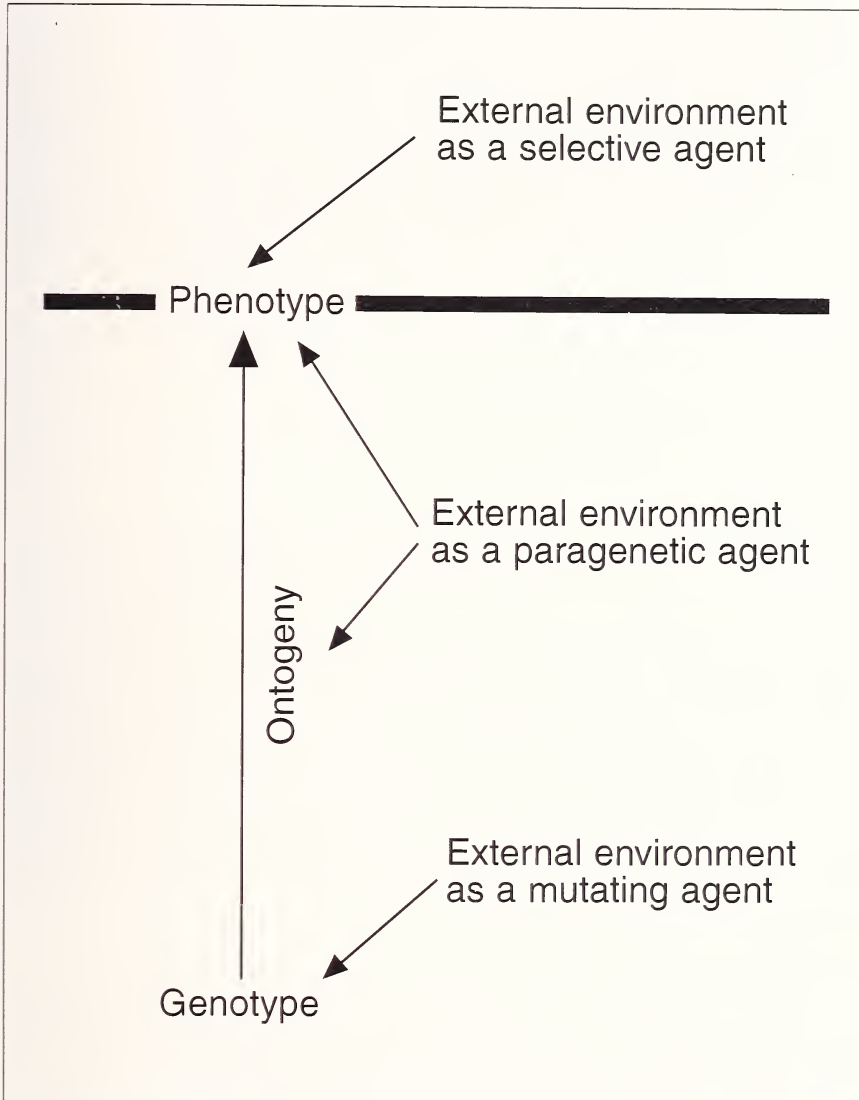 External environment
as a selective agent
Phenotype
External environment
as a paragenetic agent
Ontogeny
External environment
as a mutating agent
Genotype